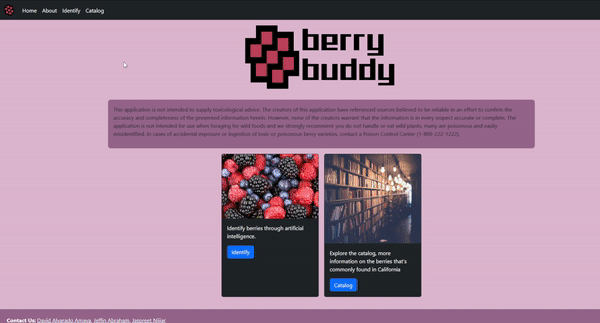 Home About Identify Catalog
berry
buddy
This application is not intended to supply toxicological advice. The creators of this application have referenced sources believed to be reliable in an effort to confirm the
accuracy and completeness of the presented information herein. However, none of the creators warrant that the information is in every respect accurate or complete. The
application is not intended for use when foraging for wild foods and we strongly recommend you do not handle or eat wild plants, many are poisonous and easily
misidentified. In cases of accidental exposure or ingestion of toxic or poisonous berry varieties, contact a Poison Control Center (1-800-222-1222).
Identify berries through artificial
intelligence.
Identify
Explore the catalog, more
information on the berries that's
commonly found in California
Catalog
Contact Us: David Alvarado Amaya, Jeffin Abraham, Jagpreet Nijjar